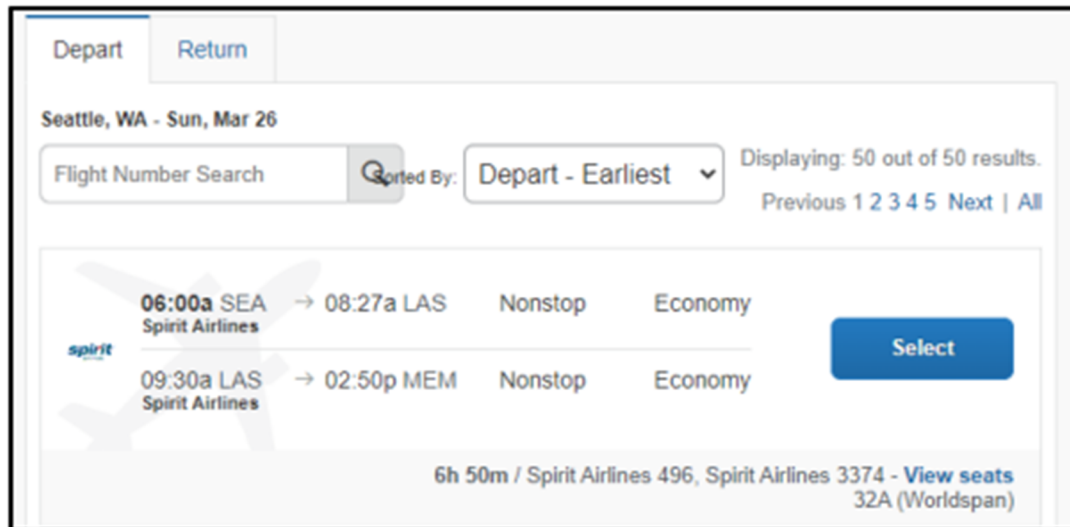 Depart Return
Seattle, WA - Sun, Mar 26
Flight Number Search Sorted By: Depart - Earliest Displaying: 50 out of 50 results.
Previous 1 2 3 4 5 Next | All
06:00a SEA → 08:27a LAS Nonstop Economy
Spirit Airlines
spirit
Select
09:30a LAS → 02:50p MEM Nonstop Economy
Spirit Airlines
6h 50m / Spirit Airlines 496, Spirit Airlines 3374 - View seats
32A (Worldspan)